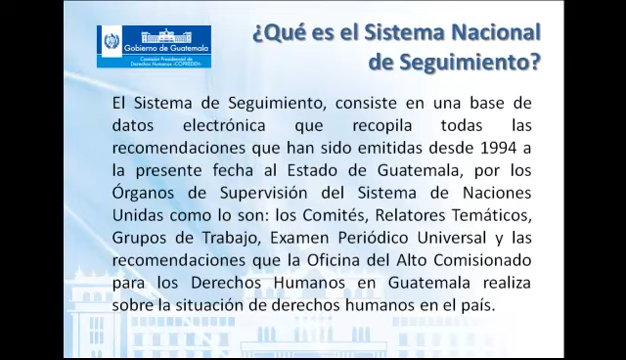 ¿Qué es el Sistema Nacional
de Seguimiento?
Gobierno de Guatemala
Comisión Presidencial de
Derechos Humanos -COPREDEH-
El Sistema de Seguimiento, consiste en una base de
datos electrónica que recopila todas las
recomendaciones que han sido emitidas desde 1994 a
la presente fecha al Estado de Guatemala, por los
Órganos de Supervisión del Sistema de Naciones
Unidas como lo son: los Comités, Relatores Temáticos,
Grupos de Trabajo, Examen Periódico Universal y las
recomendaciones que la Oficina del Alto Comisionado
para los Derechos Humanos en Guatemala realiza
sobre la situación de derechos humanos en el país.